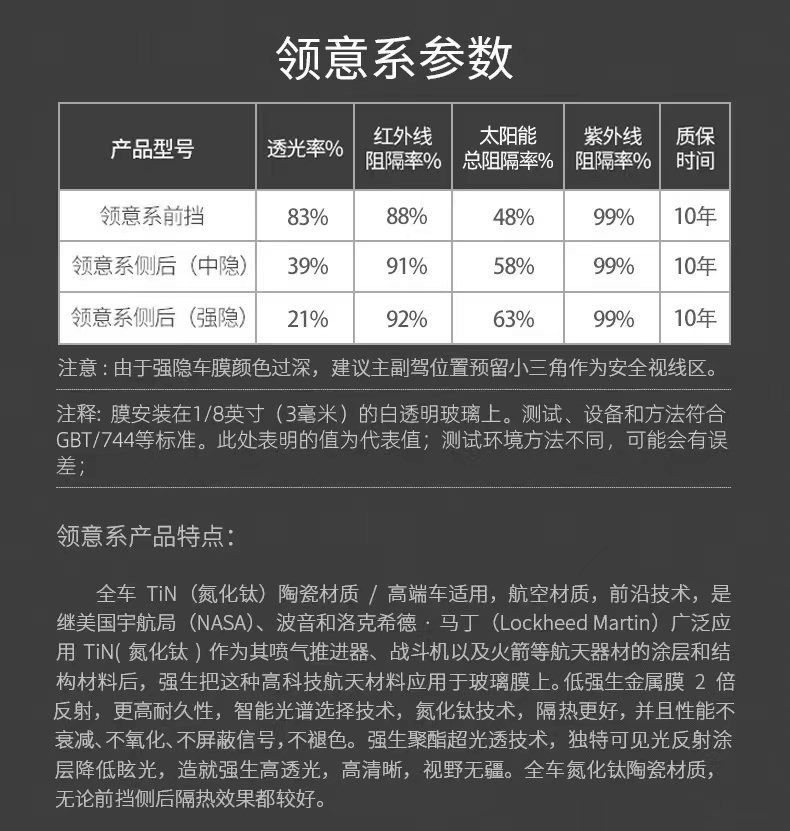 领意系参数
产品型号 透光率% 红外线阻隔率% 太阳能总阻隔率% 紫外线阻隔率% 质保时间
领意系前挡 83% 88% 48% 99% 10年
领意系侧后（中隐） 39% 91% 58% 99% 10年
领意系侧后（强隐） 21% 92% 63% 99% 10年
注意：由于强隐车膜颜色过深，建议主副驾位置预留小三角作为安全视线区。
注释: 膜安装在1/8英寸（3毫米）的白透明玻璃上。测试、设备和方法符合
GBT/744等标准。此处表明的值为代表值；测试环境方法不同，可能会有误
差；
领意系产品特点：
全车 TiN（氮化钛）陶瓷材质 / 高端车适用，航空材质，前沿技术，是
继美国宇航局（NASA）、波音和洛克希德 · 马丁（Lockheed Martin）广泛应
用 TiN( 氮化钛 ) 作为其喷气推进器、战斗机以及火箭等航天器材的涂层和结
构材料后，强生把这种高科技航天材料应用于玻璃膜上。低强生金属膜 2 倍
反射，更高耐久性，智能光谱选择技术，氮化钛技术，隔热更好，并且性能不
衰减、不氧化、不屏蔽信号，不褪色。强生聚酯超光透技术，独特可见光反射涂
层降低眩光，造就强生高透光，高清晰，视野无疆。全车氮化钛陶瓷材质，
无论前挡侧后隔热效果都较好。